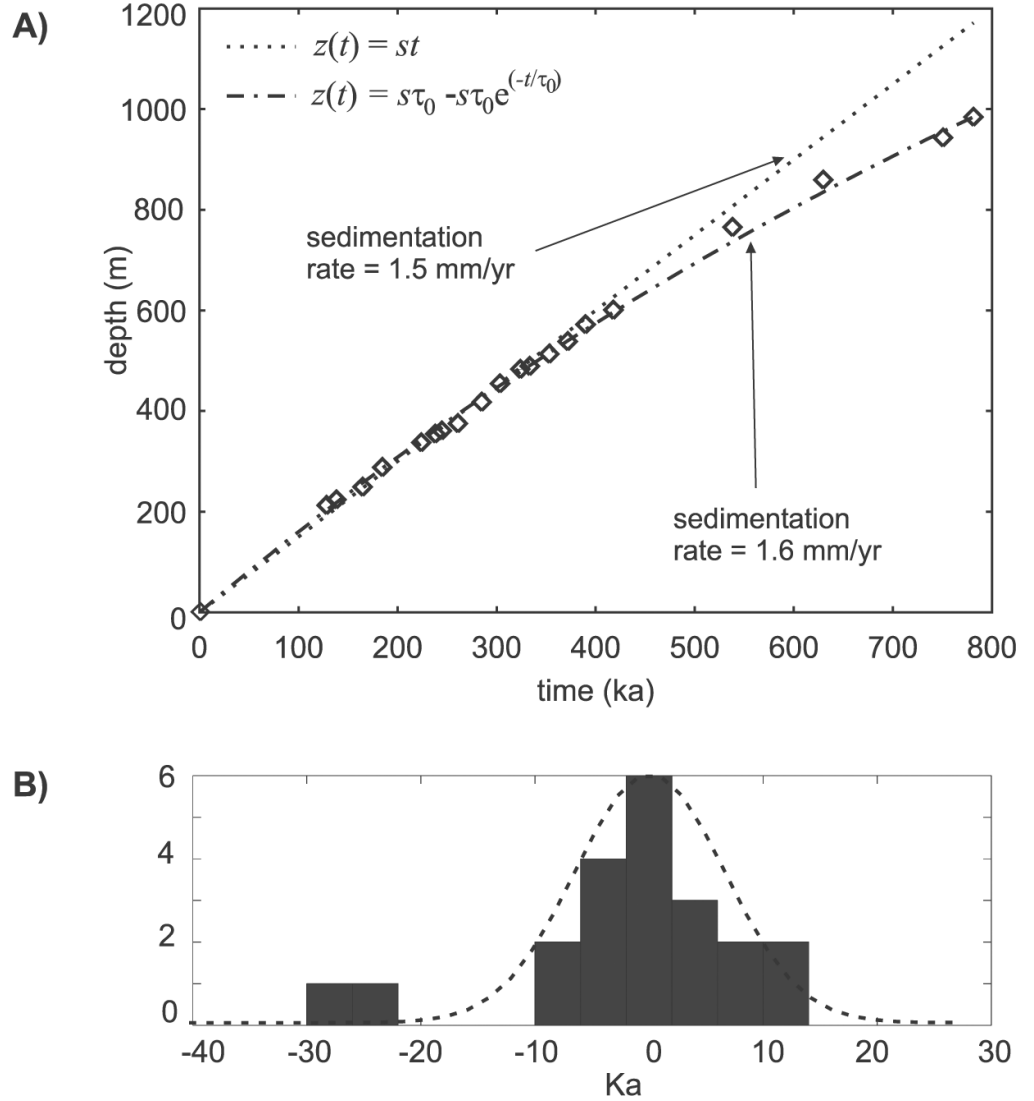 A)
1200
1000
800
600
400
200
0
depth (m)
z(t) = st
z(t) = sτ₀ -sτ₀e^(-t/τ₀)
sedimentation
rate = 1.5 mm/yr
sedimentation
rate = 1.6 mm/yr
0 100 200 300 400 500 600 700 800
time (ka)
B)
6
4
2
0
-40 -30 -20 -10 0 10 20 30
Ka